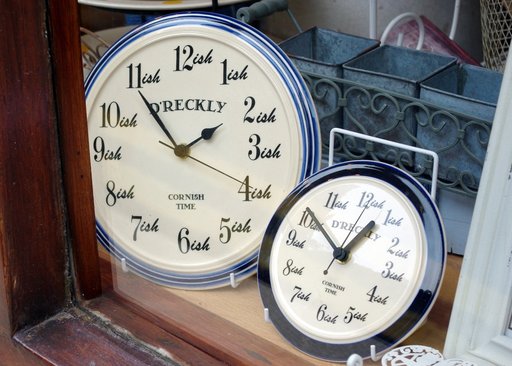 12ish
1ish
2ish
3ish
4ish
5ish
6ish
7ish
8ish
9ish
10ish
11ish
D'RECKLY
CORNISH
TIME
12ish
1ish
2ish
3ish
4ish
5ish
6ish
7ish
8ish
9ish
10ish
11ish
D'RECKLY
CORNISH
TIME